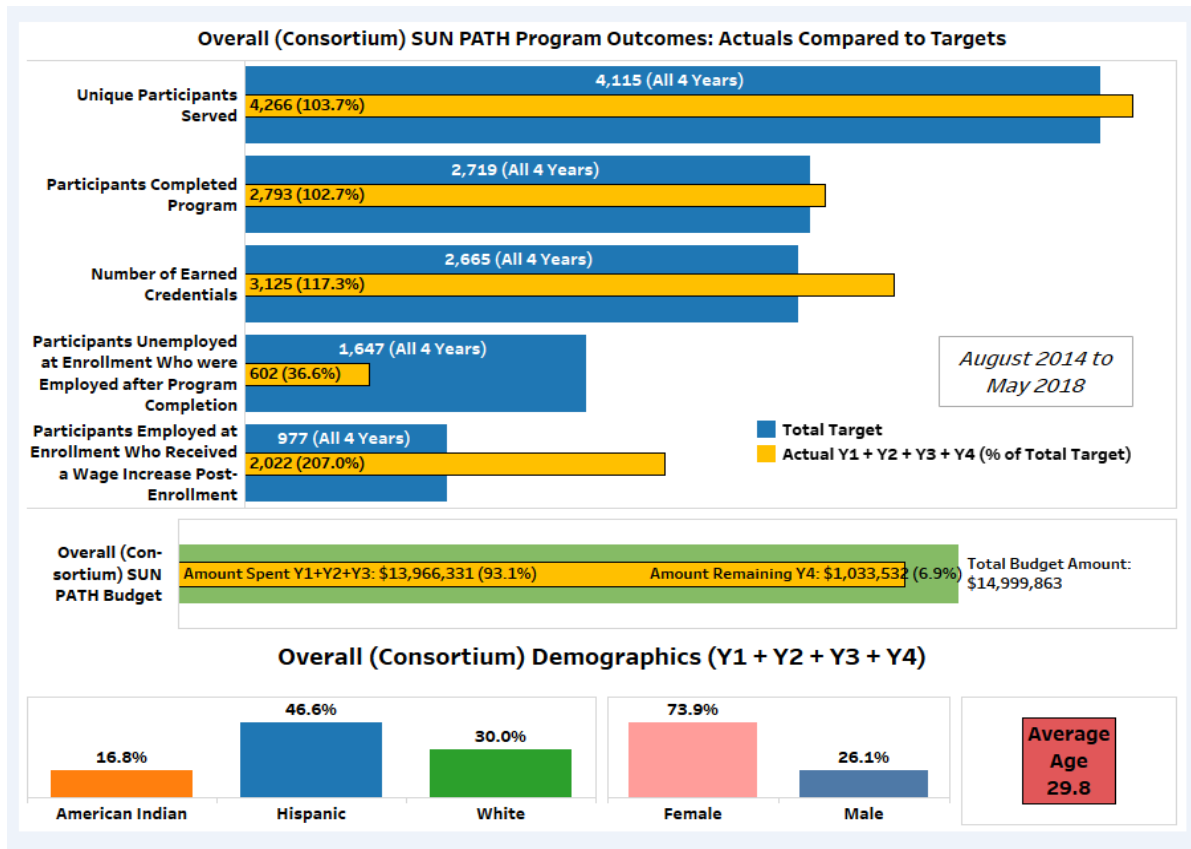 Overall (Consortium) SUN PATH Program Outcomes: Actuals Compared to Targets
Unique Participants
Served
4,115 (All 4 Years)
4,266 (103.7%)
Participants Completed
Program
2,719 (All 4 Years)
2,793 (102.7%)
Number of Earned
Credentials
2,665 (All 4 Years)
3,125 (117.3%)
Participants Unemployed
at Enrollment Who were
Employed after Program
Completion
1,647 (All 4 Years)
602 (36.6%)
Participants Employed at
Enrollment Who Received
a Wage Increase Post-
Enrollment
977 (All 4 Years)
2,022 (207.0%)
August 2014 to
May 2018
Total Target
Actual Y1 + Y2 + Y3 + Y4 (% of Total Target)
Overall (Con-
sortium) SUN
PATH Budget
Amount Spent Y1+Y2+Y3: $13,966,331 (93.1%)
Amount Remaining Y4: $1,033,532 (6.9%)
Total Budget Amount:
$14,999,863
Overall (Consortium) Demographics (Y1 + Y2 + Y3 + Y4)
16.8%
46.6%
30.0%
American Indian
Hispanic
White
73.9%
26.1%
Female
Male
Average
Age
29.8